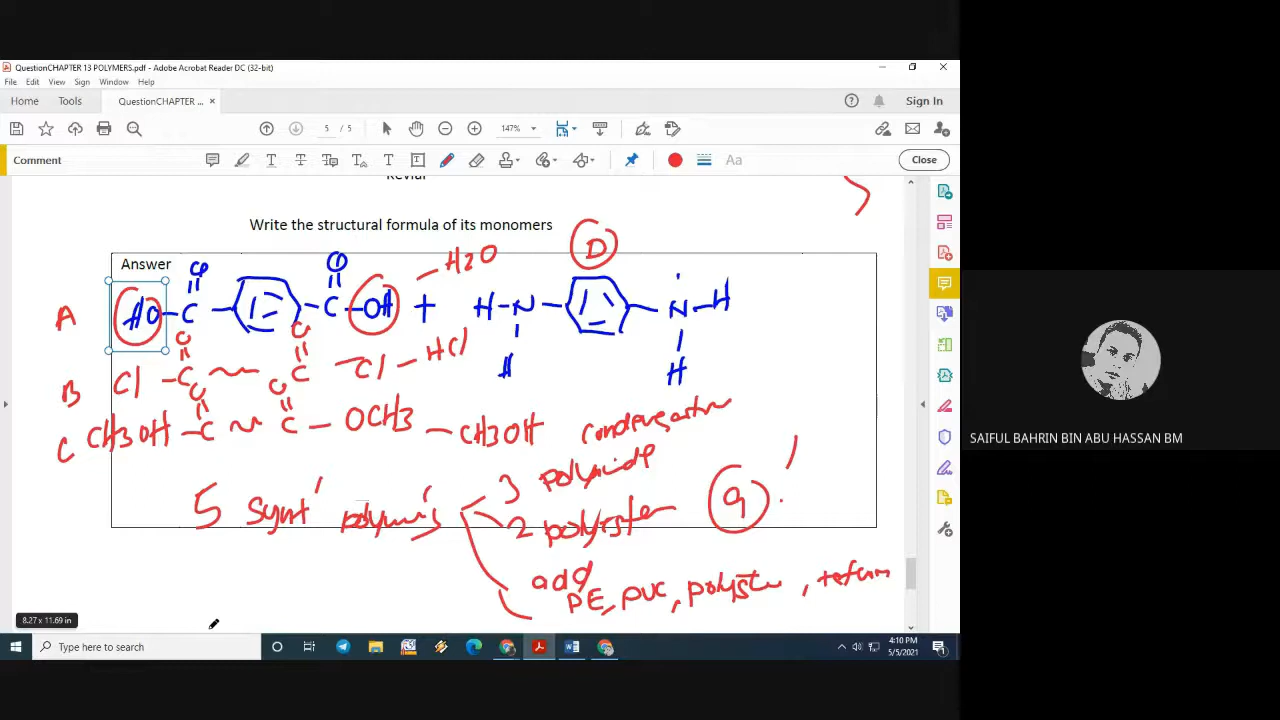 QuestionCHAPTER 13 POLYMERS.pdf - Adobe Acrobat Reader DC (32-bit)
File Edit View Sign Window Help
Home Tools QuestionCHAPTER ... × Sign In
5 / 5 147%
Comment Aa Close
Kevlar
Write the structural formula of its monomers
Answer
D
- H2O
A HO - C - C - OH + H - N - N - H
O O
H H
B Cl - C C Cl - HCl
O O
C CH3OH - C C - OCH3 - CH3OH
O O
condensation
5 synt' polymers 3 polyamide
2 polyester 9
add
PE, PVC, polysty
8.27 x 11.69 in
Type here to search
4:10 PM
5/5/2021
SAIFUL BAHRIN BIN ABU HASSAN BM